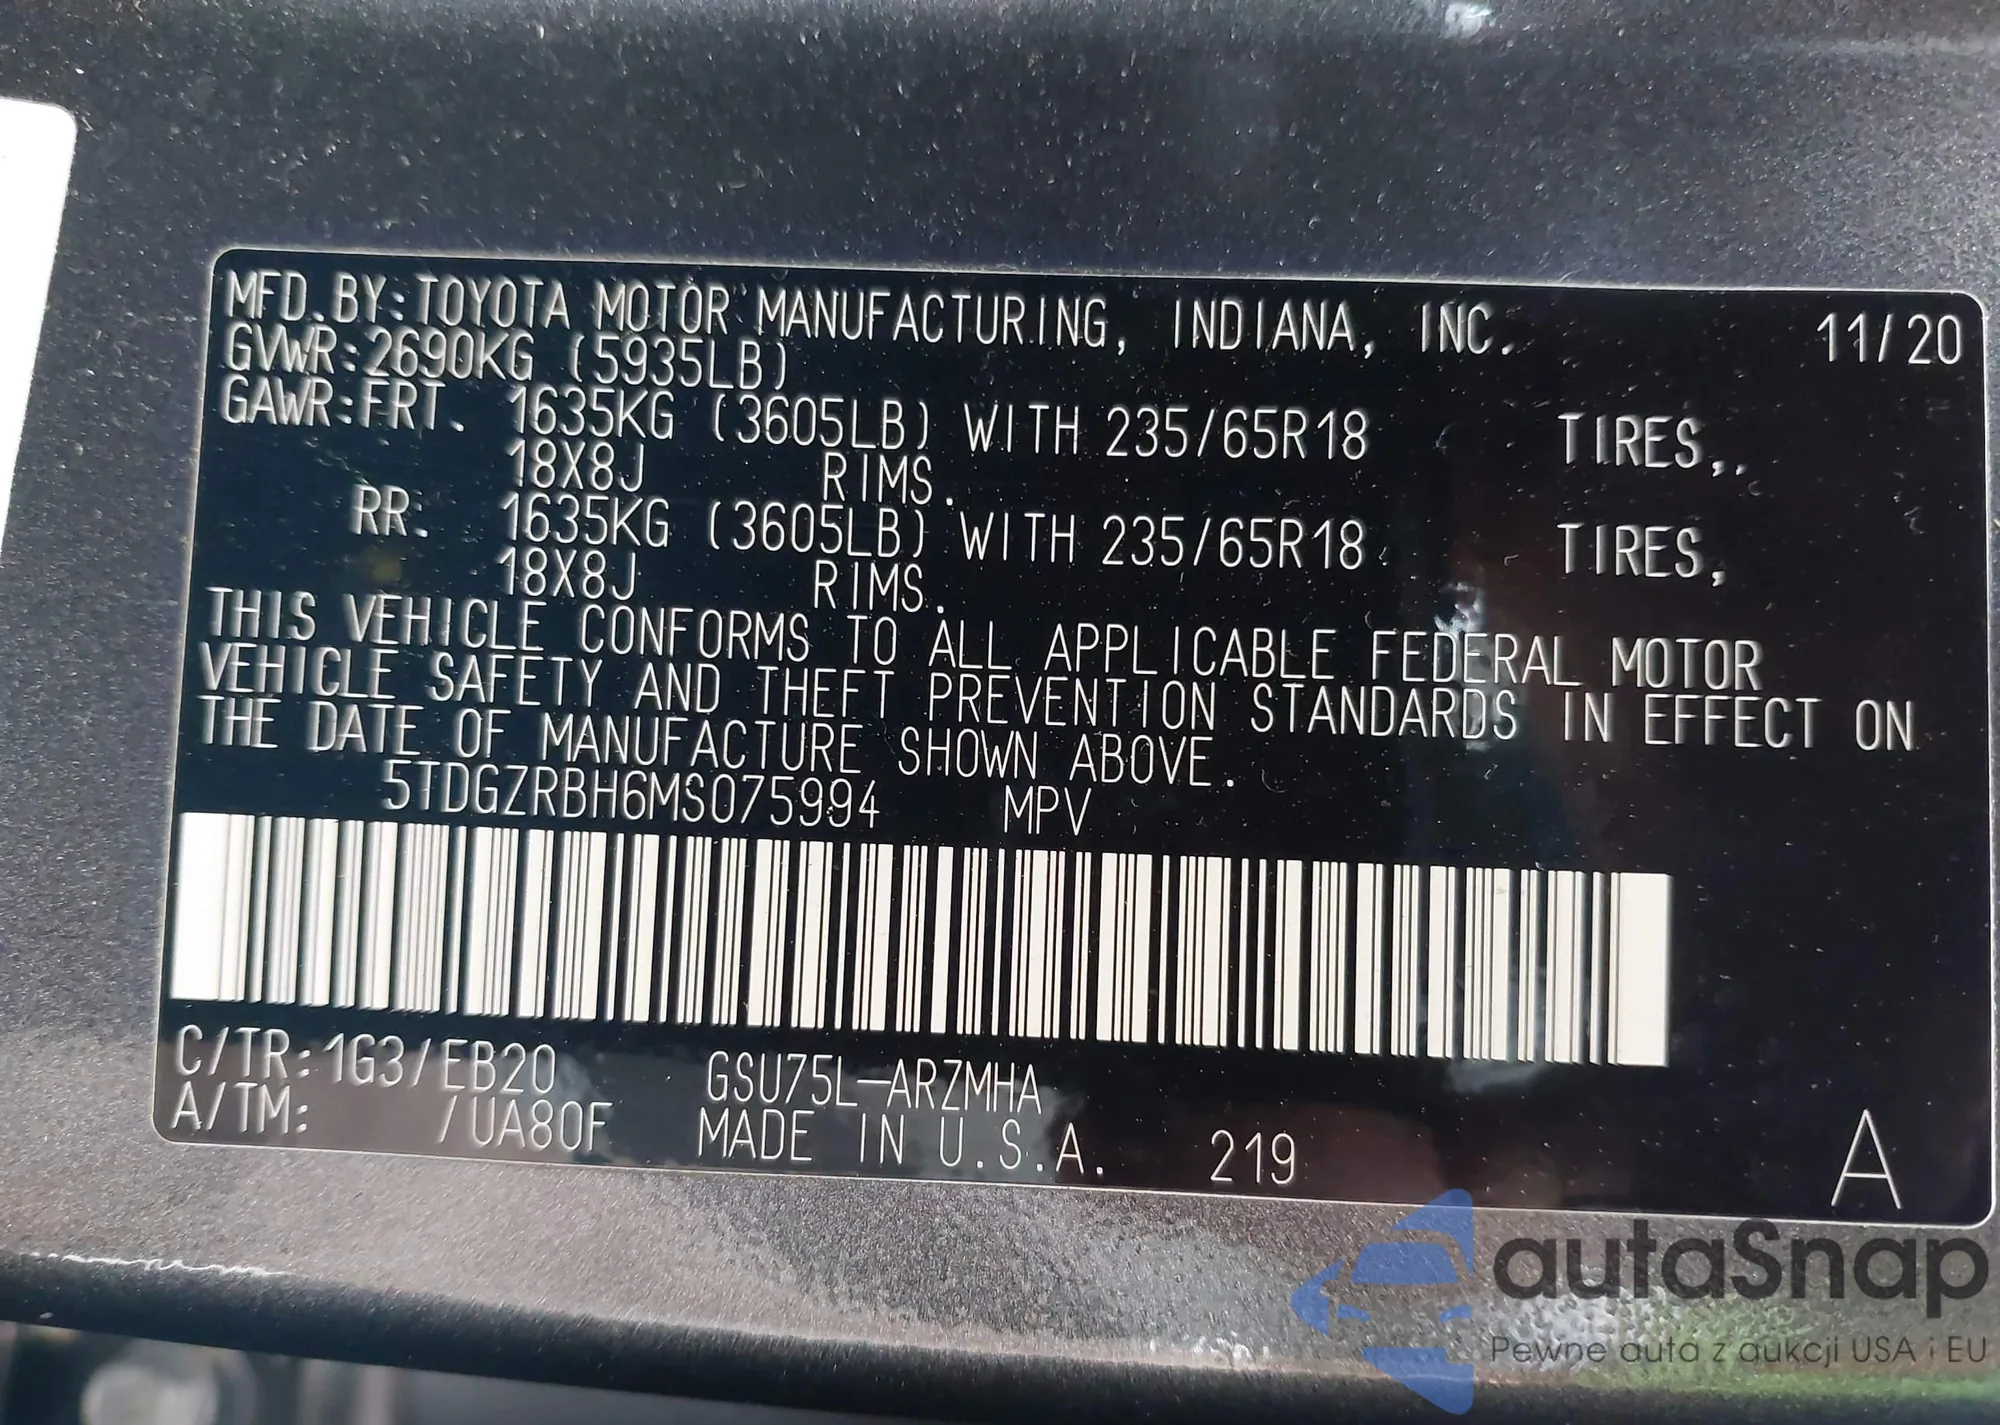 MFD.BY:TOYOTA MOTOR MANUFACTURING, INDIANA, INC. 11/20
GVWR:2690KG (5935LB)
GAWR:FRT. 1635KG (3605LB) WITH 235/65R18 TIRES,.
18X8J RIMS.
RR. 1635KG (3605LB) WITH 235/65R18 TIRES,
18X8J RIMS.
THIS VEHICLE CONFORMS TO ALL APPLICABLE FEDERAL MOTOR
VEHICLE SAFETY AND THEFT PREVENTION STANDARDS IN EFFECT ON
THE DATE OF MANUFACTURE SHOWN ABOVE.
5TDGZRBH6MS075994 MPV
C/TR:1G3/EB20 GSU75L-ARZMHA
A/TM: /UA80F MADE IN U.S.A. 219 A
autaSnap
Pewne auta z aukcji USA i EU